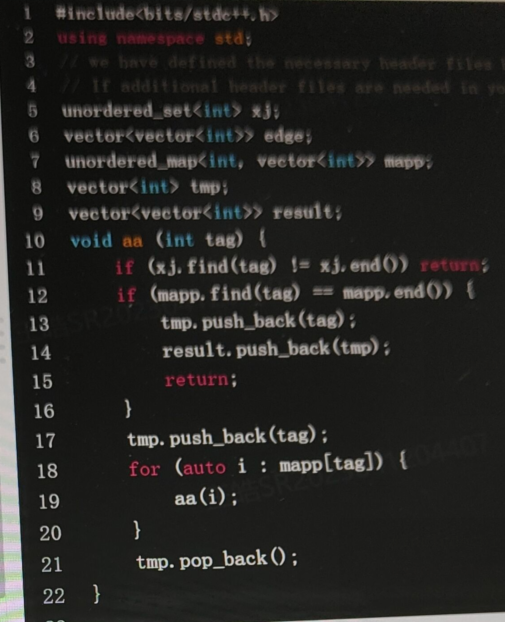 1 #include<bits/stdc++.h>
2 using namespace std;
3 // we have defined the necessary header files
4 // If additional header files are needed in
5 unordered_set<int> xj;
6 vector<vector<int>> edge;
7 unordered_map<int, vector<int>> mapp;
8 vector<int> tmp;
9 vector<vector<int>> result;
10 void aa (int tag) {
11 if (xj.find(tag) != xj.end()) return;
12 if (mapp.find(tag) == mapp.end()) {
13 tmp.push_back(tag);
14 result.push_back(tmp);
15 return;
16 }
17 tmp.push_back(tag);
18 for (auto i : mapp[tag]) {
19 aa(i);
20 }
21 tmp.pop_back();
22 }